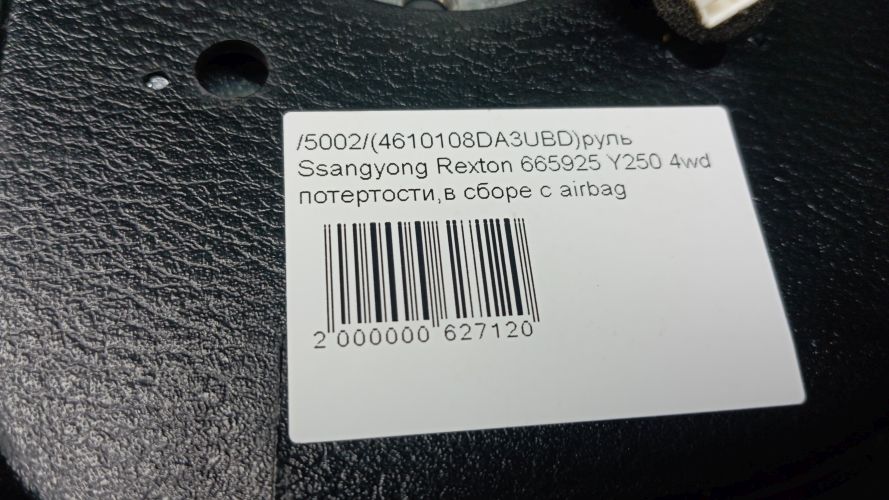 /5002/(4610108DA3UBD)руль
Ssangyong Rexton 665925 Y250 4wd
потертости,в сборе с airbag
2 000000 627120